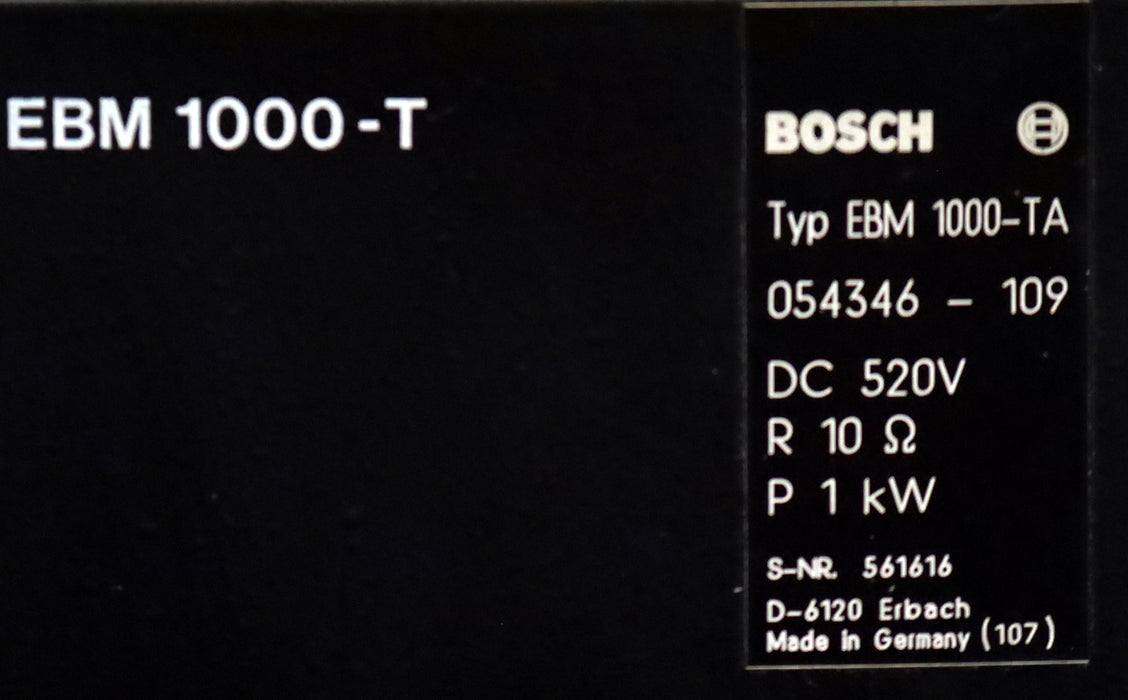 EBM 1000-T
BOSCH
Typ EBM 1000-TA
054346 - 109
DC 520V
R 10 Ω
P 1 kW
S-NR. 561616
D-6120 Erbach
Made in Germany (107)